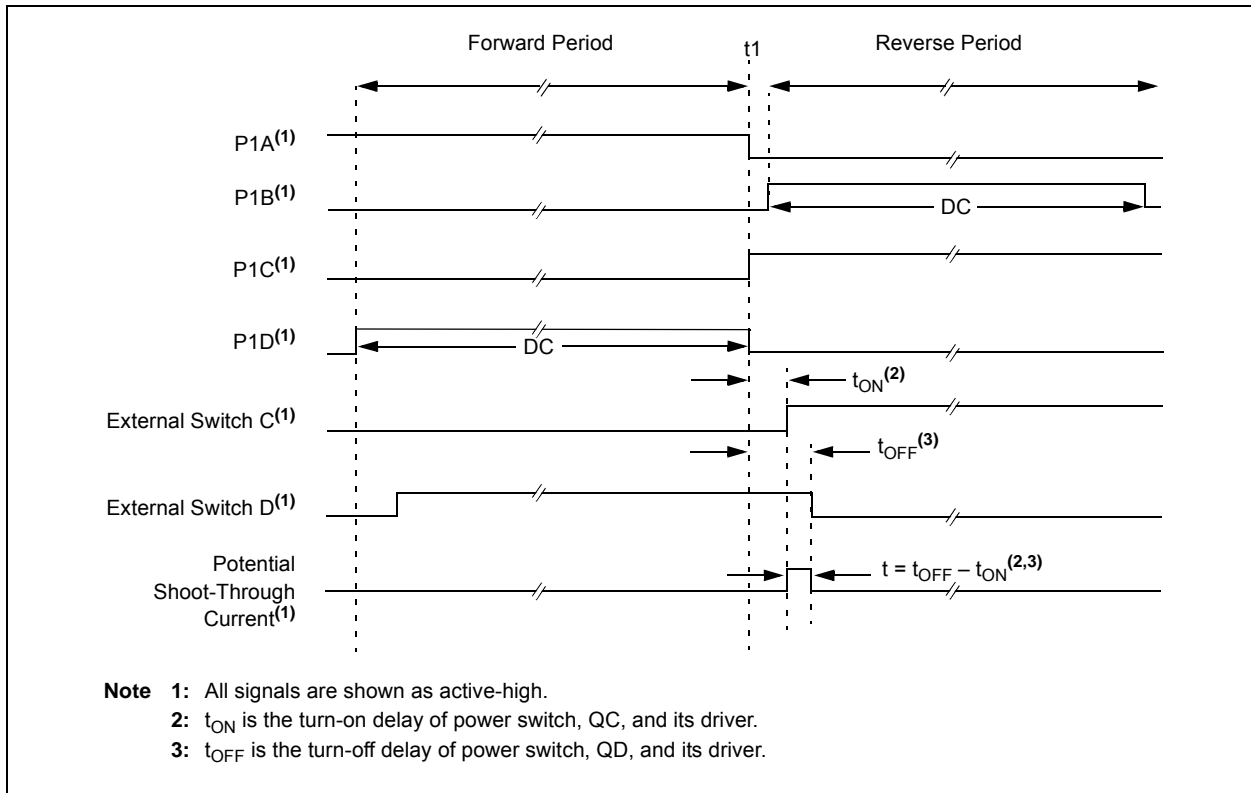 Forward Period
t1
Reverse Period
P1A(1)
P1B(1)
DC
P1C(1)
P1D(1)
DC
tON(2)
External Switch C(1)
tOFF(3)
External Switch D(1)
Potential
Shoot-Through
Current(1)
t = tOFF – tON(2,3)
Note 1: All signals are shown as active-high.
2: tON is the turn-on delay of power switch, QC, and its driver.
3: tOFF is the turn-off delay of power switch, QD, and its driver.